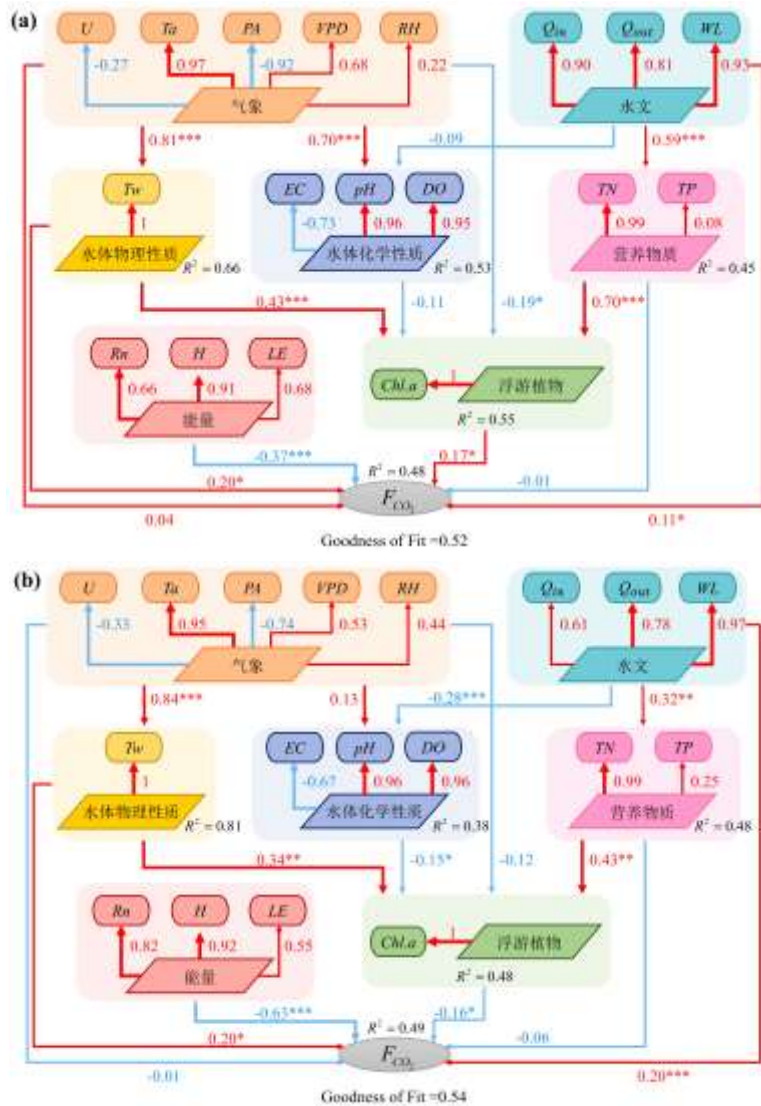 (a)
U Ta PA VPD RH Qin Qout WL
-0.27 0.97 -0.92 0.68 0.22 0.90 0.81 0.93
气象 水文
0.81*** 0.70*** -0.09 0.59***
Tw EC pH DO TN TP
1 -0.73 0.96 0.95 0.99 0.08
水体物理性质 水体化学性质 营养物质
R² = 0.66 R² = 0.53 R² = 0.45
0.43*** -0.11 -0.19* 0.70***
Rn H LE
0.66 0.91 0.68
Chl.a 1 浮游植物
能量
R² = 0.55
-0.37*** R² = 0.48 0.17*
0.20* -0.01
F_CO₂
0.04 0.11*
Goodness of Fit =0.52
(b)
U Ta PA VPD RH Qin Qout WL
-0.33 0.95 -0.74 0.53 0.44 0.61 0.78 0.97
气象 水文
0.84*** 0.13 -0.28*** 0.32**
Tw EC pH DO TN TP
1 -0.67 0.96 0.96 0.99 0.25
水体物理性质 水体化学性质 营养物质
R² = 0.81 R² = 0.38 R² = 0.48
0.34** -0.15* -0.12 0.43**
Rn H LE
0.82 0.92 0.55
Chl.a 1 浮游植物
能量
R² = 0.48
-0.63*** R² = 0.49 -0.16*
0.20* -0.06
F_CO₂
-0.01 0.20***
Goodness of Fit =0.54